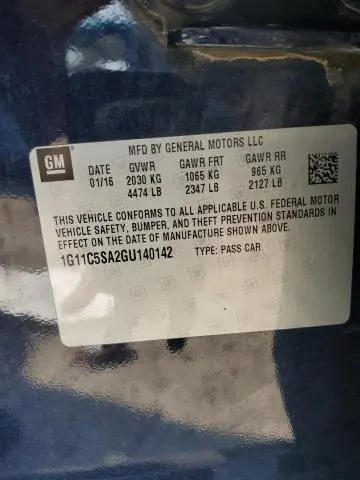 GM
MFD BY GENERAL MOTORS LLC
DATE GVWR GAWR FRT GAWR RR
01/16 2030 KG 1065 KG 965 KG
4474 LB 2347 LB 2127 LB
THIS VEHICLE CONFORMS TO ALL APPLICABLE U.S. FEDERAL MOTOR
VEHICLE SAFETY, BUMPER, AND THEFT PREVENTION STANDARDS IN
EFFECT ON THE DATE OF MANUFACTURE SHOWN ABOVE.
1G11C5SA2GU140142 TYPE: PASS CAR